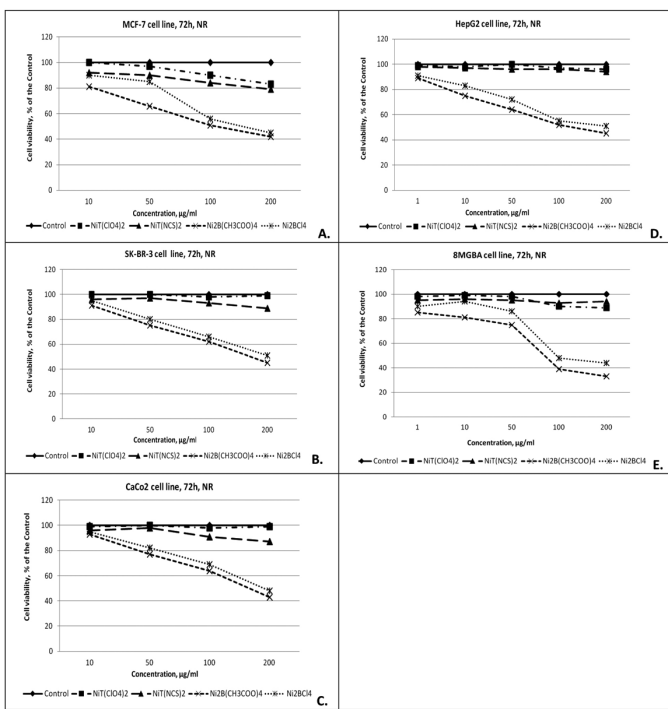 MCF-7 cell line, 72h, NR
Cell viability, % of the Control
120
100
80
60
40
20
0
10 50 100 200
Concentration, µg/ml
Control NiT(ClO4)2 NiT(NCS)2 Ni2B(CH3COO)4 Ni2BCl4
A.
HepG2 cell line, 72h, NR
Cell viability, % of the Control
120
100
80
60
40
20
0
1 10 50 100 200
Concentration, µg/ml
Control NiT(ClO4)2 NiT(NCS)2 Ni2B(CH3COO)4 Ni2BCl4
D.
SK-BR-3 cell line, 72h, NR
Cell viability, % of the Control
120
100
80
60
40
20
0
10 50 100 200
Concentration, µg/ml
Control NiT(ClO4)2 NiT(NCS)2 Ni2B(CH3COO)4 Ni2BCl4
B.
8MGBA cell line, 72h, NR
Cell viability, % of the Control
120
100
80
60
40
20
0
1 10 50 100 200
Concentration, µg/ml
Control NiT(ClO4)2 NiT(NCS)2 Ni2B(CH3COO)4 Ni2BCl4
E.
CaCo2 cell line, 72h, NR
Cell viability, % of the Control
120
100
80
60
40
20
0
10 50 100 200
Concentration, µg/ml
Control NiT(ClO4)2 NiT(NCS)2 Ni2B(CH3COO)4 Ni2BCl4
C.